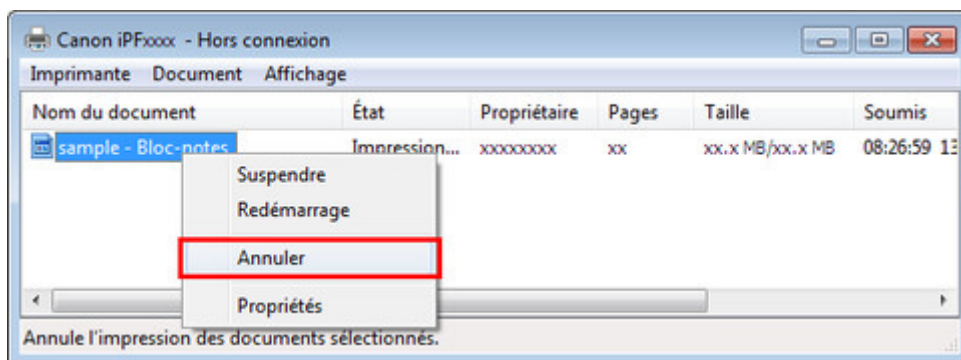 Canon iPFxxxx - Hors connexion
Imprimante Document Affichage
Nom du document État Propriétaire Pages Taille Soumis
sample - Bloc-notes Impression... xxxxxxxx xx xx.x MB/xx.x MB 08:26:59 13
Suspendre
Redémarrage
Annuler
Propriétés
Annule l'impression des documents sélectionnés.